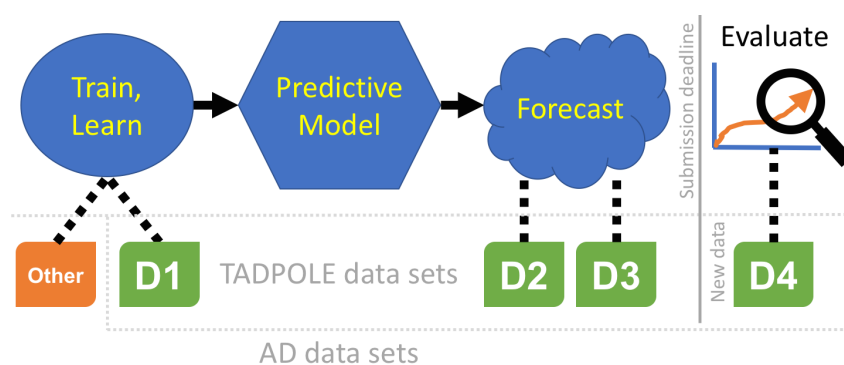 Train,
Learn
Predictive
Model
Forecast
Submission deadline
Evaluate
Other
D1
TADPOLE data sets
D2
D3
New data
D4
AD data sets